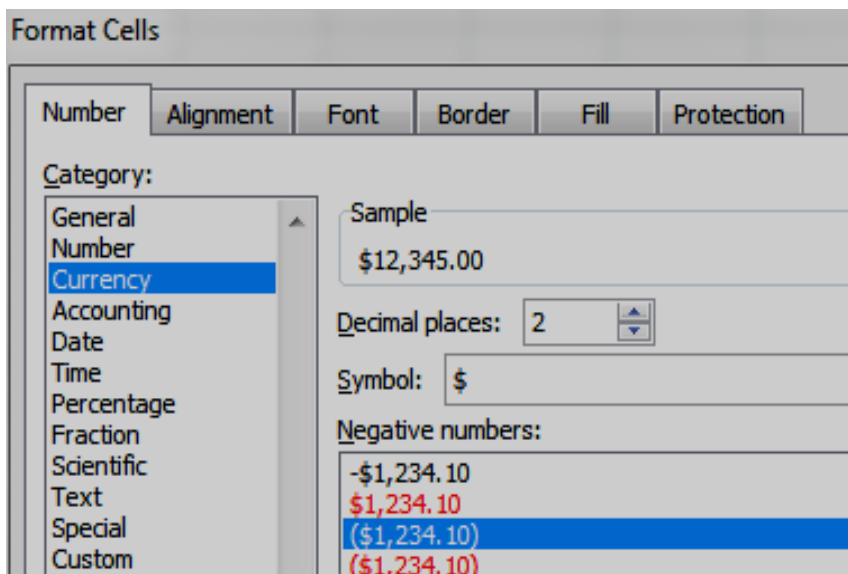 Format Cells
Number Alignment Font Border Fill Protection
Category:
General
Number
Currency
Accounting
Date
Time
Percentage
Fraction
Scientific
Text
Special
Custom
Sample
$12,345.00
Decimal places: 2
Symbol: $
Negative numbers:
-$1,234.10
$1,234.10
($1,234.10)
($1,234.10)